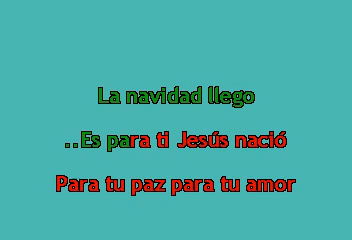 La navidad llego
..Es para ti Jesús nació
Para tu paz para tu amor